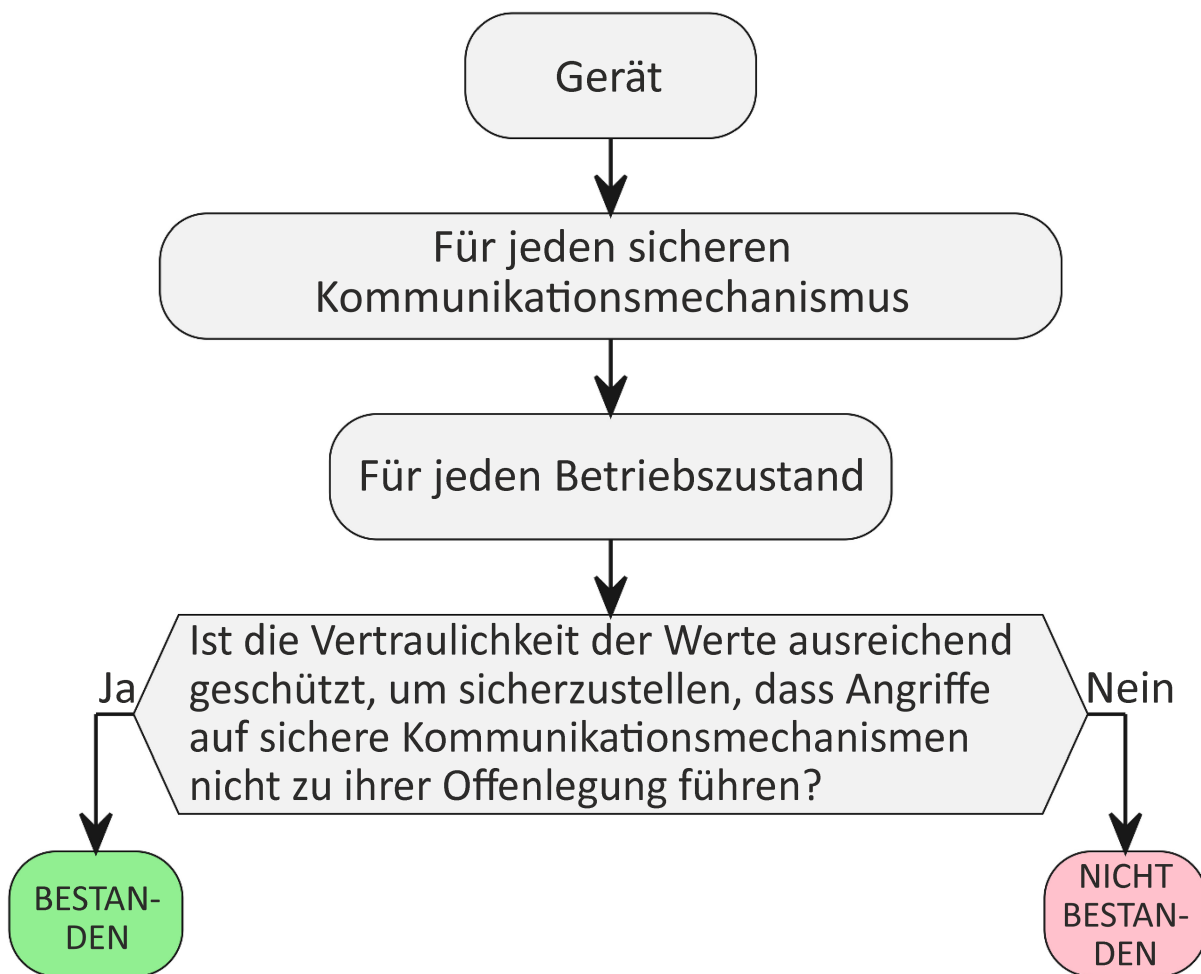 Gerät
Für jeden sicheren
Kommunikationsmechanismus
Für jeden Betriebszustand
Ist die Vertraulichkeit der Werte ausreichend
geschützt, um sicherzustellen, dass Angriffe
auf sichere Kommunikationsmechanismen
nicht zu ihrer Offenlegung führen?
Ja
Nein
BESTAN-
DEN
NICHT
BESTAN-
DEN